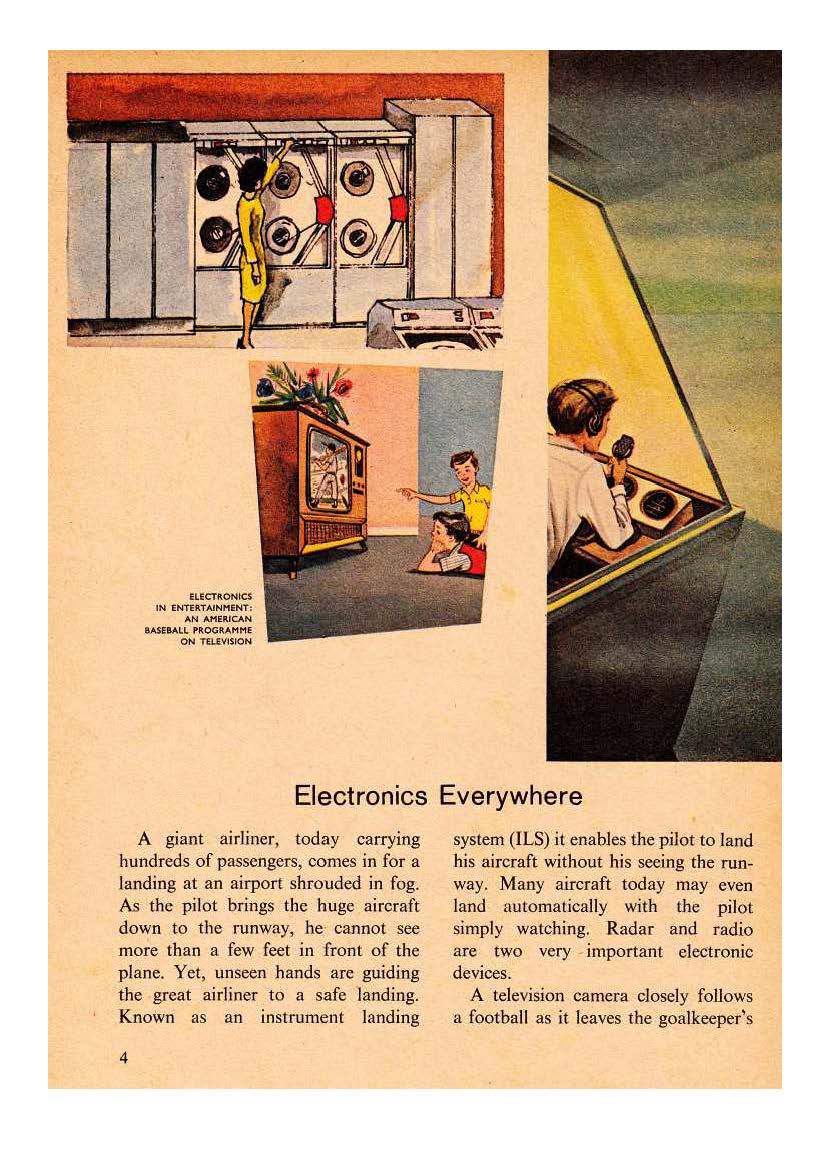 ELECTRONICS
IN ENTERTAINMENT:
AN AMERICAN
BASEBALL PROGRAMME
ON TELEVISION
Electronics Everywhere
A giant airliner, today carrying
hundreds of passengers, comes in for a
landing at an airport shrouded in fog.
As the pilot brings the huge aircraft
down to the runway, he cannot see
more than a few feet in front of the
plane. Yet, unseen hands are guiding
the great airliner to a safe landing.
Known as an instrument landing
system (ILS) it enables the pilot to land
his aircraft without his seeing the run-
way. Many aircraft today may even
land automatically with the pilot
simply watching. Radar and radio
are two very important electronic
devices.
A television camera closely follows
a football as it leaves the goalkeeper's
4